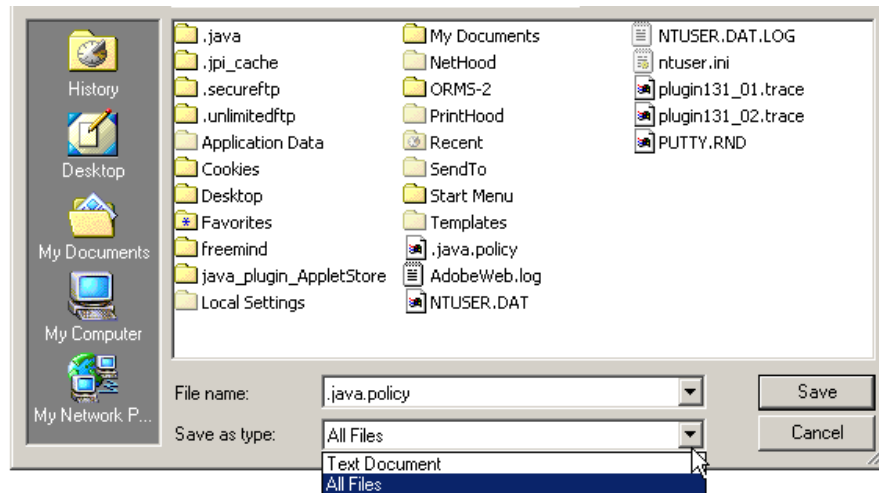 History
Desktop
My Documents
My Computer
My Network P...
.java
.jpi_cache
.secureftp
.unlimitedftp
Application Data
Cookies
Desktop
Favorites
freemind
java_plugin_AppletStore
Local Settings
My Documents
NetHood
ORMS-2
PrintHood
Recent
SendTo
Start Menu
Templates
.java.policy
AdobeWeb.log
NTUSER.DAT
NTUSER.DAT.LOG
ntuser.ini
plugin131_01.trace
plugin131_02.trace
PUTTY.RND
File name: .java.policy Save
Save as type: All Files Cancel
Text Document
All Files